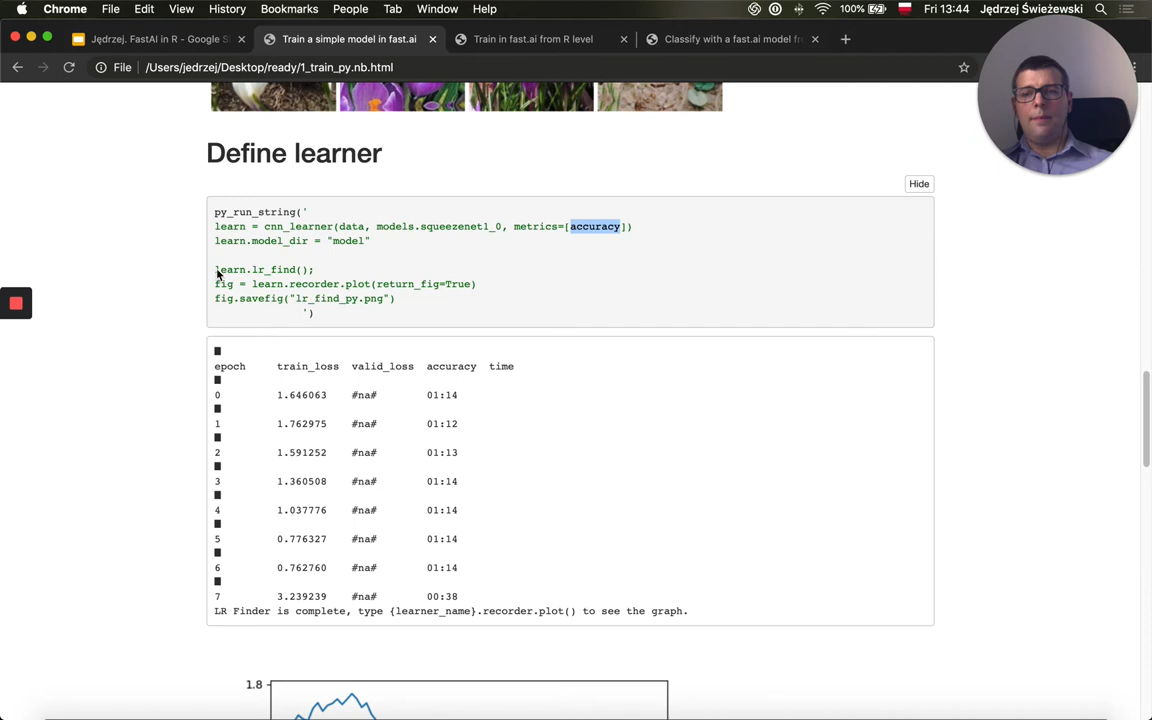 Chrome File Edit View History Bookmarks People Tab Window Help 100% Fri 13:44 Jędrzej Świeżewski
Jędrzej. FastAI in R - Google S
Train a simple model in fast.ai
Train in fast.ai from R level
Classify with a fast.ai model fr
File /Users/jedrzej/Desktop/ready/1_train_py.nb.html
Define learner
Hide
py_run_string('
learn = cnn_learner(data, models.squeezenet1_0, metrics=[accuracy])
learn.model_dir = "model"
learn.lr_find();
fig = learn.recorder.plot(return_fig=True)
fig.savefig("lr_find_py.png")
')
epoch train_loss valid_loss accuracy time
0 1.646063 #na# 01:14
1 1.762975 #na# 01:12
2 1.591252 #na# 01:13
3 1.360508 #na# 01:14
4 1.037776 #na# 01:14
5 0.776327 #na# 01:14
6 0.762760 #na# 01:14
7 3.239239 #na# 00:38
LR Finder is complete, type {learner_name}.recorder.plot() to see the graph.
1.8